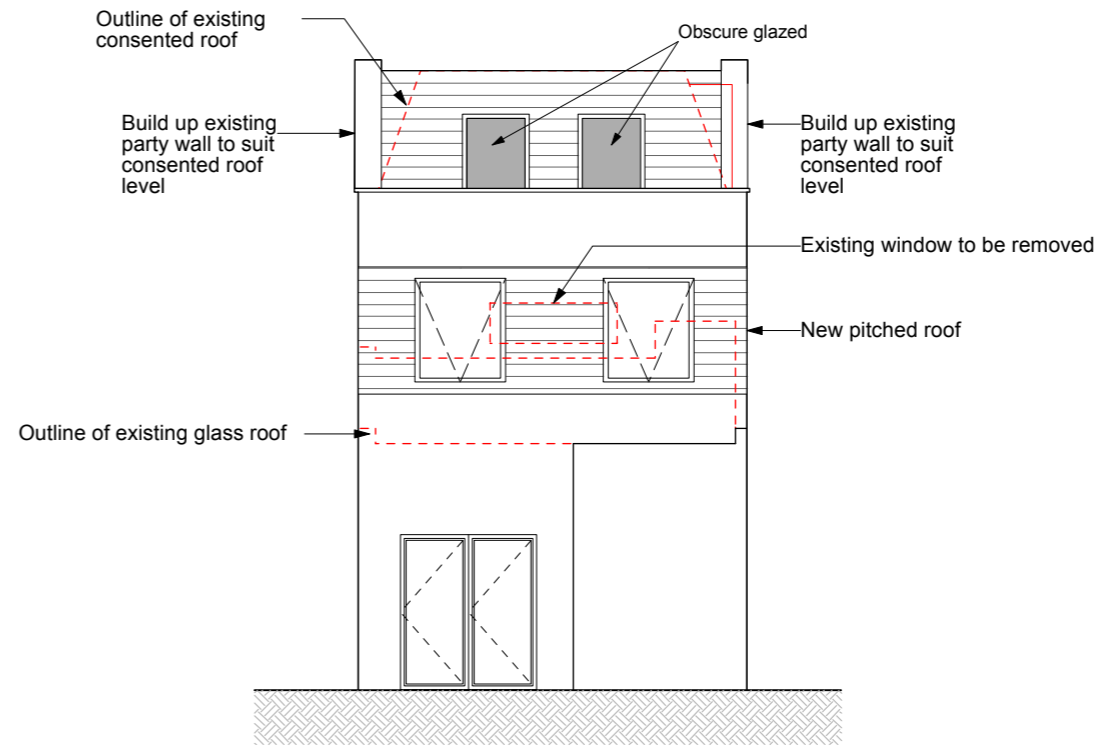 Outline of existing
consented roof
Obscure glazed
Build up existing
party wall to suit
consented roof
level
Build up existing
party wall to suit
consented roof
level
Existing window to be removed
New pitched roof
Outline of existing glass roof